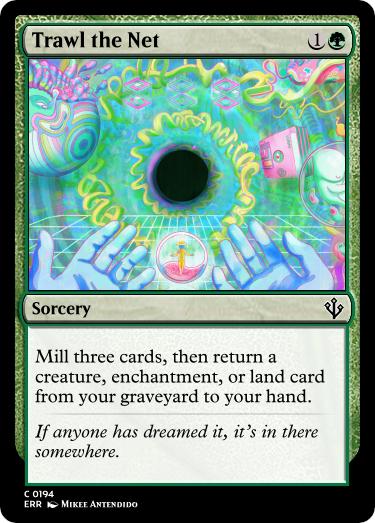 Trawl the Net 1
Sorcery
Mill three cards, then return a
creature, enchantment, or land card
from your graveyard to your hand.
If anyone has dreamed it, it's in there
somewhere.
C 0194
ERR Mikee Antendido